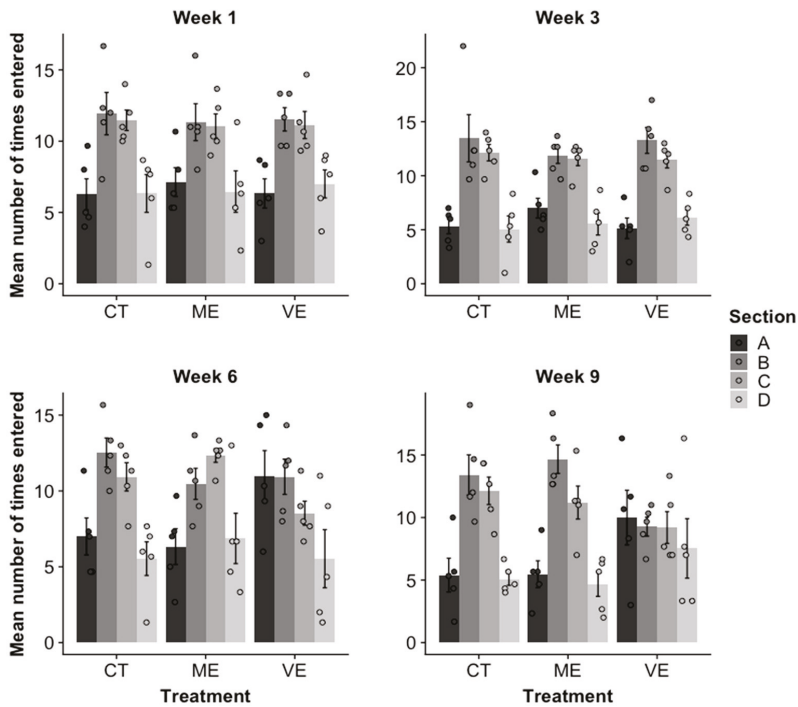 Week 1
Mean number of times entered
15
10
5
0
CT ME VE
Week 3
20
15
10
5
0
CT ME VE
Section
A
B
C
D
Week 6
Mean number of times entered
15
10
5
0
CT ME VE
Treatment
Week 9
15
10
5
0
CT ME VE
Treatment